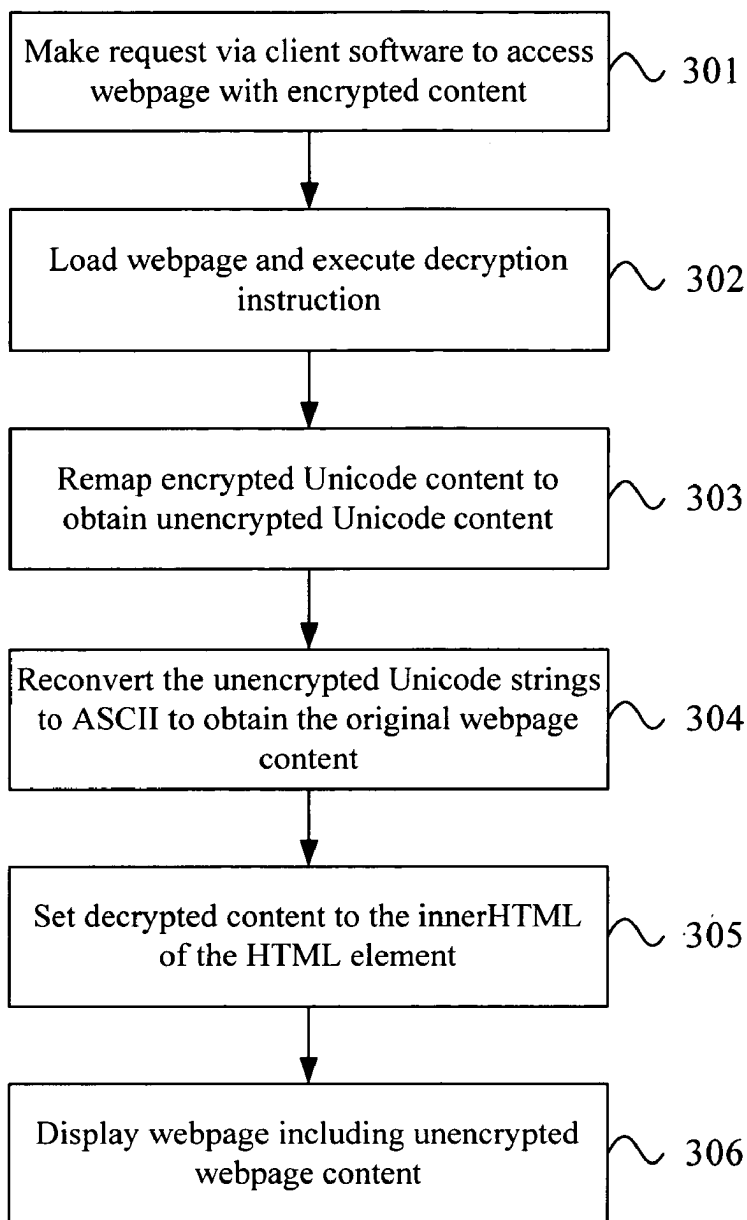 Make request via client software to access
webpage with encrypted content
301
Load webpage and execute decryption
instruction
302
Remap encrypted Unicode content to
obtain unencrypted Unicode content
303
Reconvert the unencrypted Unicode strings
to ASCII to obtain the original webpage
content
304
Set decrypted content to the innerHTML
of the HTML element
305
Display webpage including unencrypted
webpage content
306